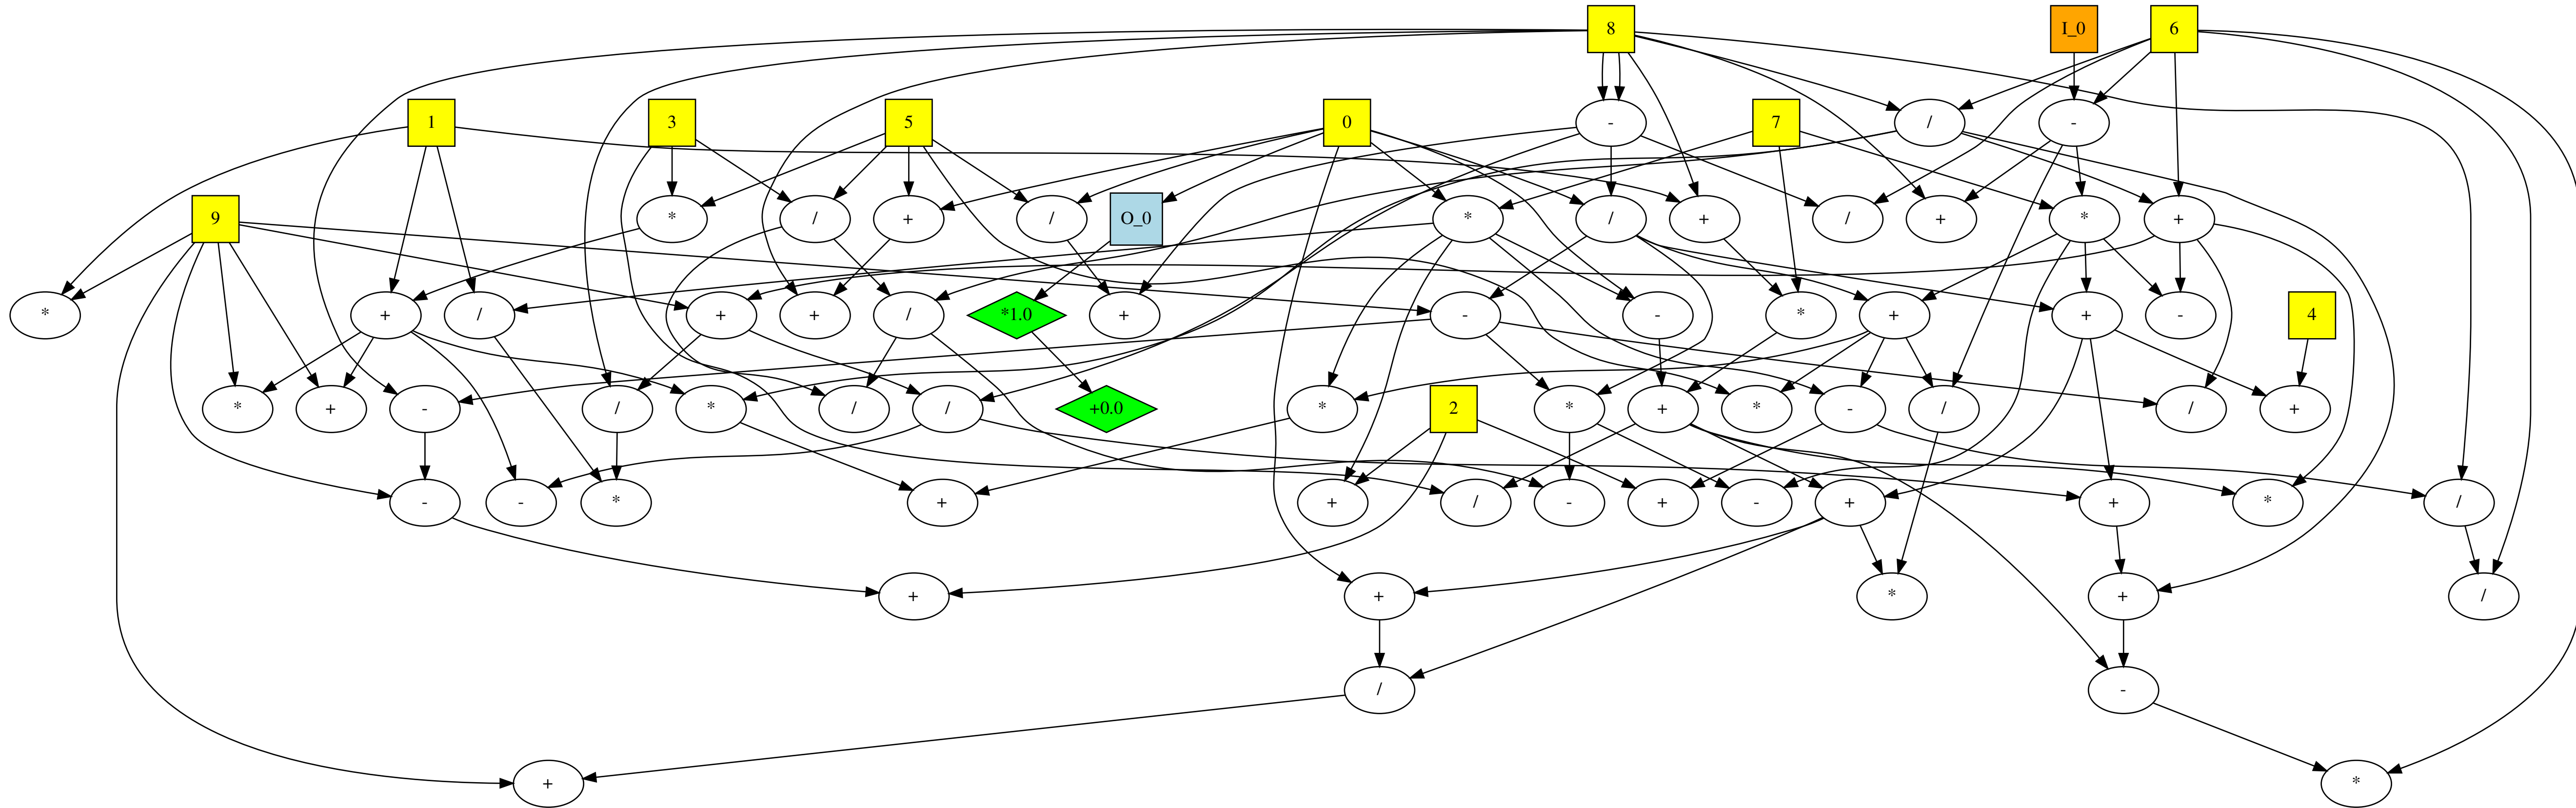 8 I_0 6
1 3 5 0 - 7 / -
9 * / + / O_0 * / + / + * +
* + / + + / *1.0 + - - * + + - 4
* + - / * / / +0.0 * 2 * + * - / / +
- - * + + / - + - + + * /
+ + * + /
/ -
+ *